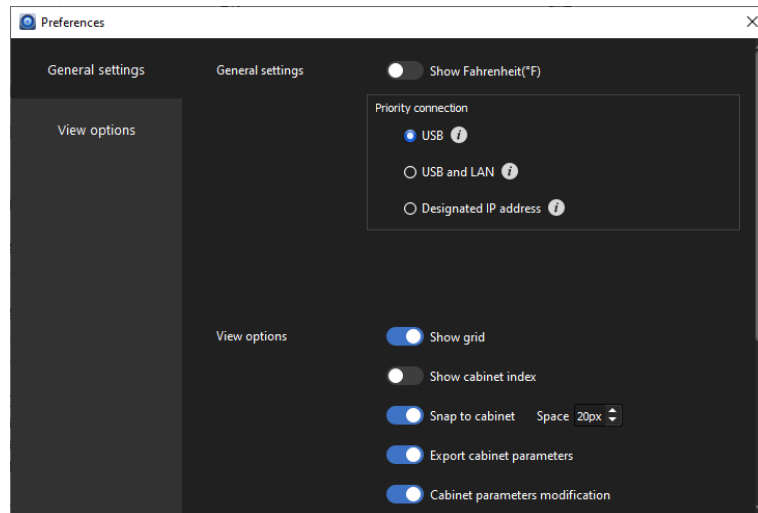 Preferences
General settings
View options
General settings
Show Fahrenheit(°F)
Priority connection
USB
USB and LAN
Designated IP address
View options
Show grid
Show cabinet index
Snap to cabinet Space 20px
Export cabinet parameters
Cabinet parameters modification